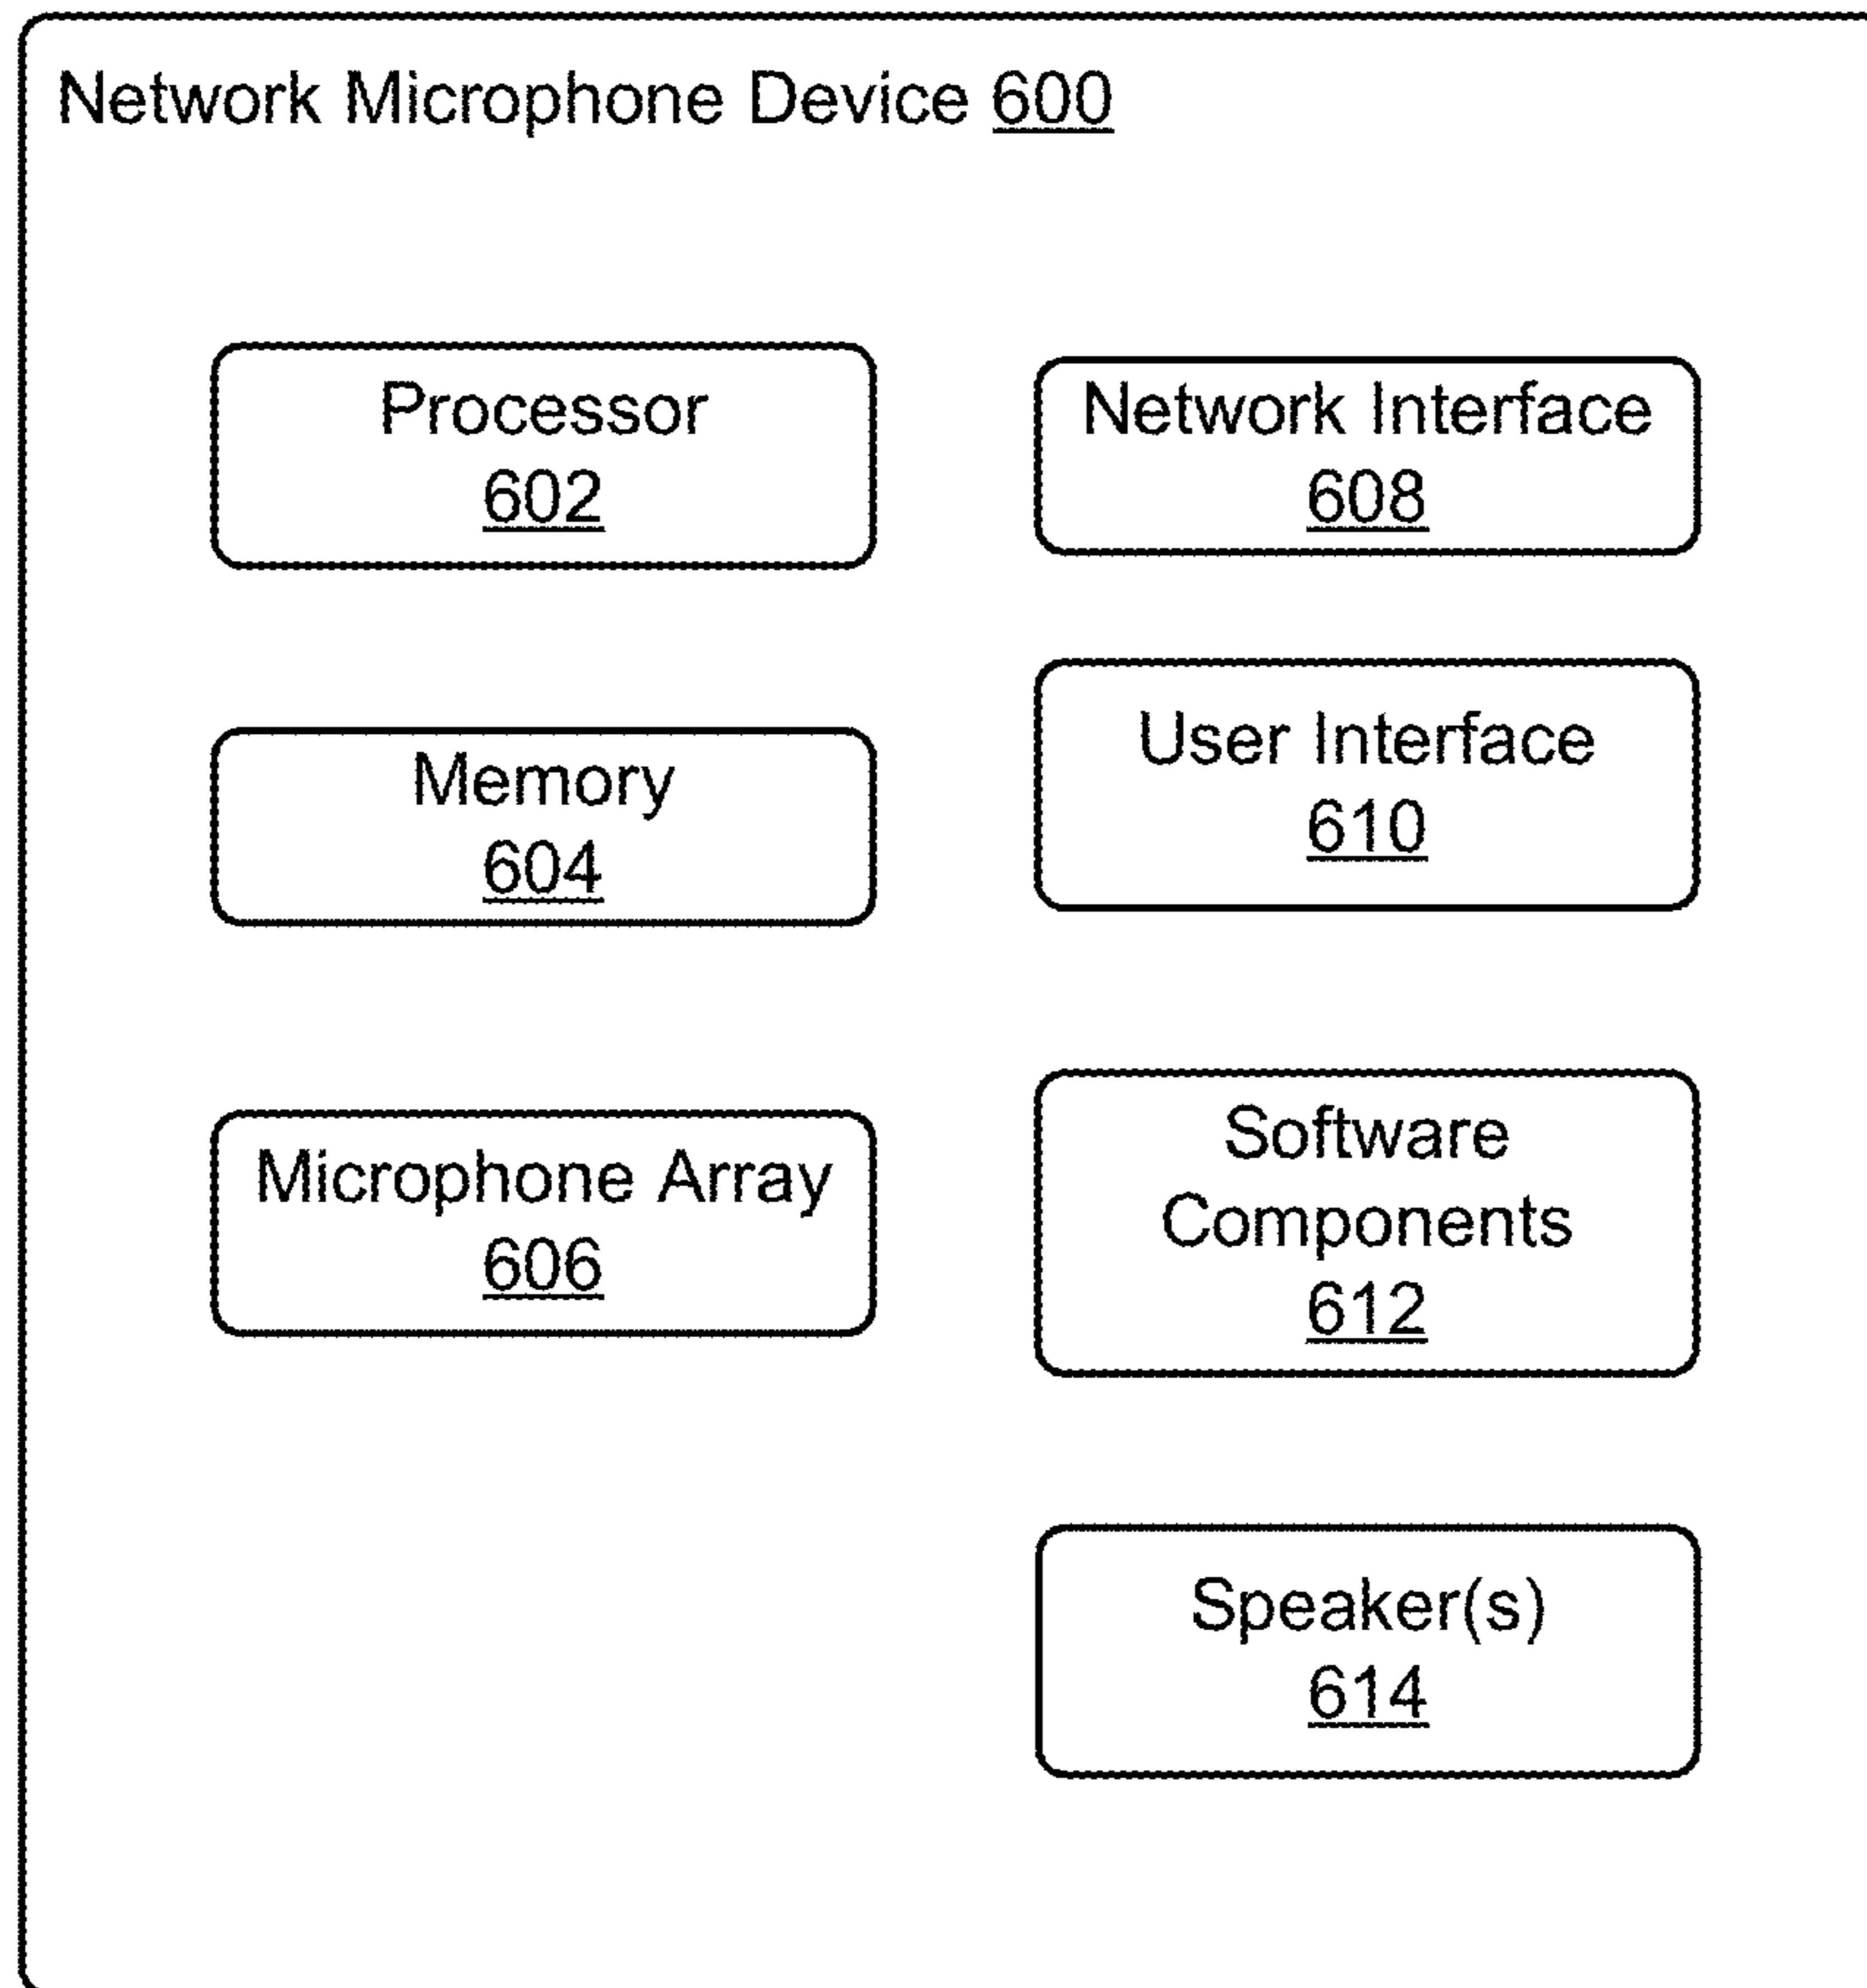 Network Microphone Device 600
Processor
602
Memory
604
Microphone Array
606
Network Interface
608
User Interface
610
Software
Components
612
Speaker(s)
614